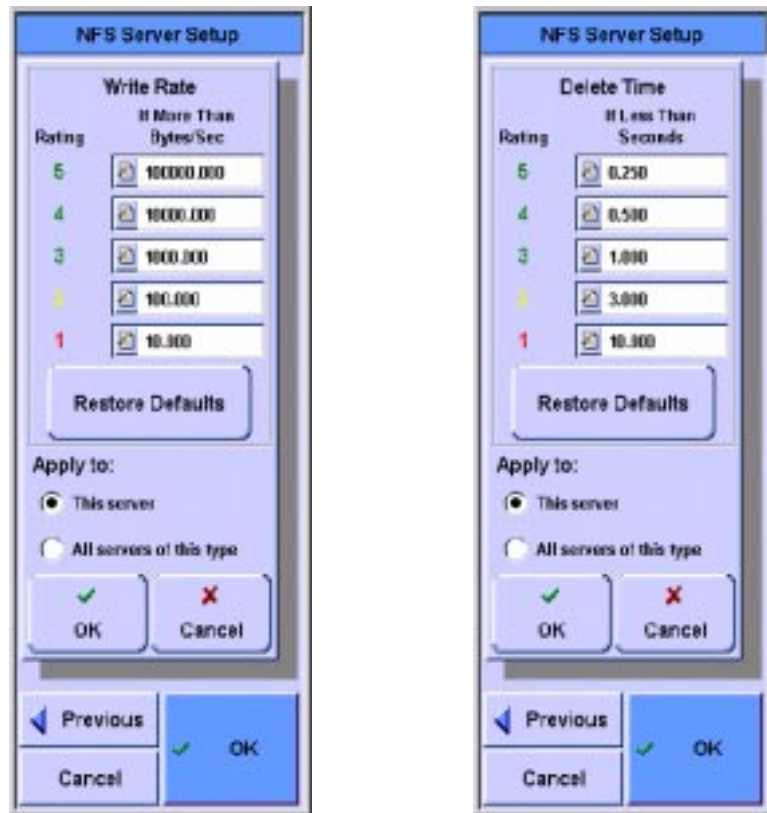 NFS Server Setup
Write Rate
If More Than
Rating Bytes/Sec
5 100000.000
4 10000.000
3 1000.000
2 100.000
1 10.000
Restore Defaults
Apply to:
This server
All servers of this type
OK Cancel
Previous
OK
Cancel
NFS Server Setup
Delete Time
If Less Than
Rating Seconds
5 0.250
4 0.500
3 1.000
2 3.000
1 10.000
Restore Defaults
Apply to:
This server
All servers of this type
OK Cancel
Previous
OK
Cancel